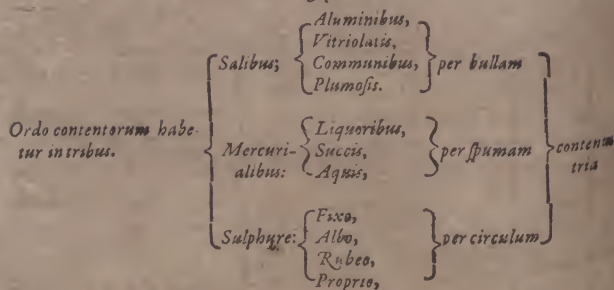 Aluminibus,
Vitriolatis,
Salibus; Communibus, per bullam
Plumoſis.
Ordo contentorum habe-
tur in tribus.
Liquoribus,
Mercuri-
alibus: Succis, per ſpumam
Aquis,
contenta
tria
Fixo,
Sulphure: Albo, per circulum
Rubeo,
Proprio,